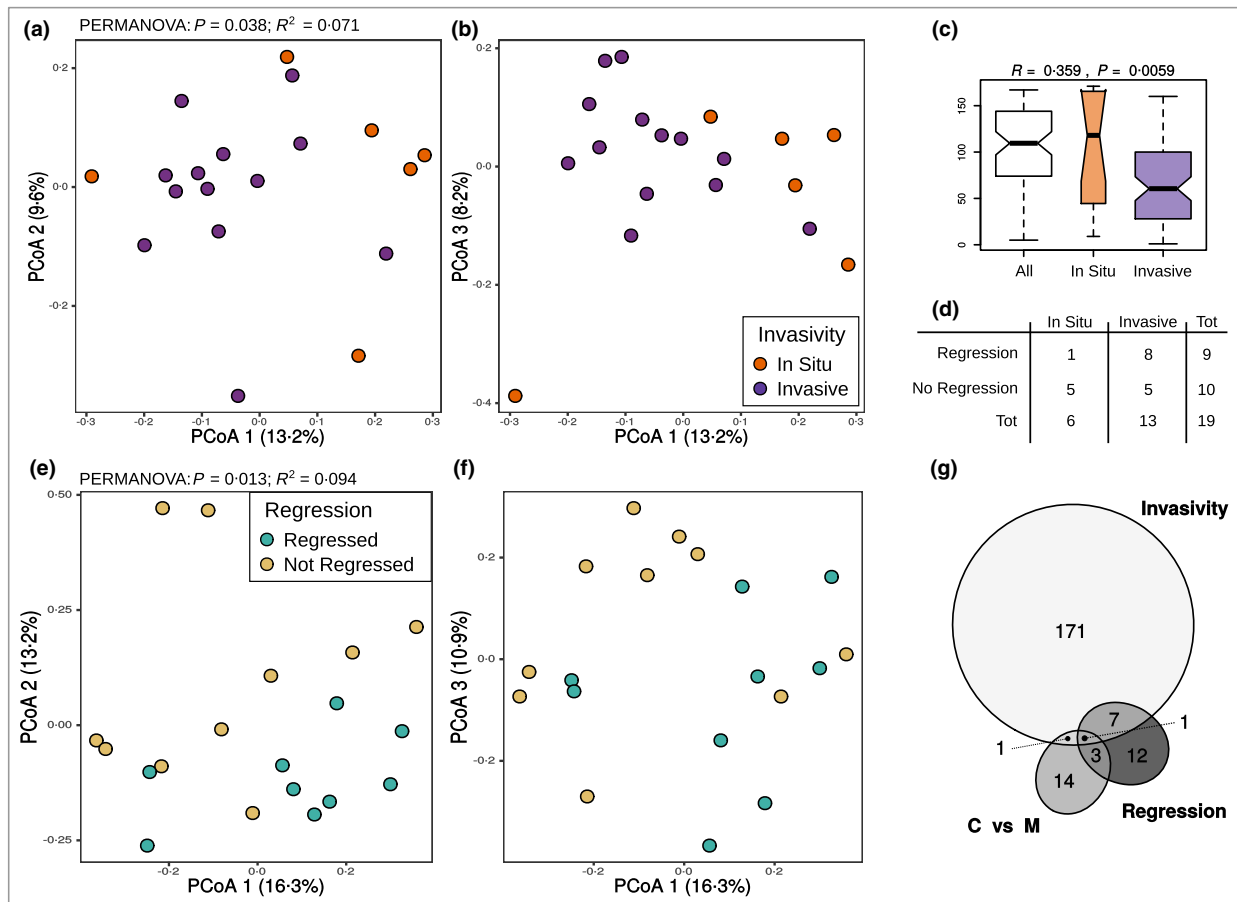 (a) PERMANOVA: P = 0·038; R² = 0·071
0·2
0·0
-0·2
PCoA 2 (9·6%)
-0·3 -0·2 -0·1 0·0 0·1 0·2 0·3
PCoA 1 (13·2%)
(b)
0·2
0·0
-0·2
-0·4
PCoA 3 (8·2%)
-0·3 -0·2 -0·1 0·0 0·1 0·2 0·3
PCoA 1 (13·2%)
Invasivity
In Situ
Invasive
(c)
R = 0·359 , P = 0·0059
150
100
50
0
All In Situ Invasive
(d)
In Situ Invasive Tot
Regression 1 8 9
No Regression 5 5 10
Tot 6 13 19
(e) PERMANOVA: P = 0·013; R² = 0·094
0·50
0·25
0·00
-0·25
PCoA 2 (13·2%)
-0·2 0·0 0·2
PCoA 1 (16·3%)
Regression
Regressed
Not Regressed
(f)
0·2
0·0
-0·2
PCoA 3 (10·9%)
-0·2 0·0 0·2
PCoA 1 (16·3%)
(g)
Invasivity
171
7
1
1
3
12
14
Regression
C vs M